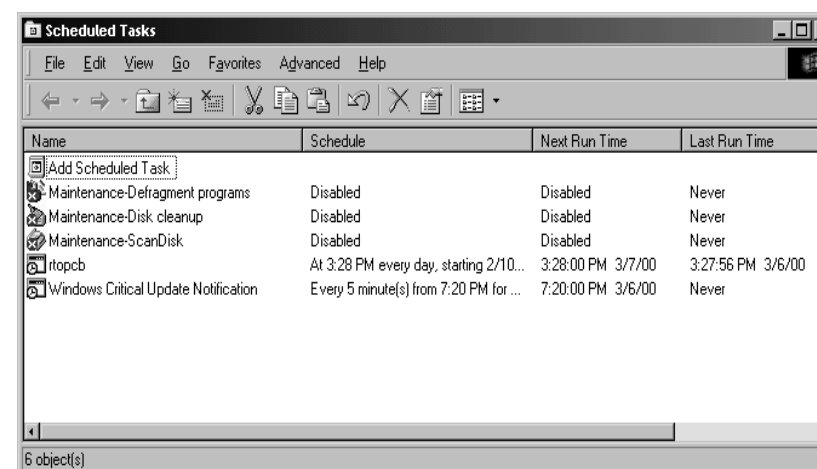 Scheduled Tasks
File Edit View Go Favorites Advanced Help
Name Schedule Next Run Time Last Run Time
Add Scheduled Task
Maintenance-Defragment programs Disabled Disabled Never
Maintenance-Disk cleanup Disabled Disabled Never
Maintenance-ScanDisk Disabled Disabled Never
rtopcb At 3:28 PM every day, starting 2/10... 3:28:00 PM 3/7/00 3:27:56 PM 3/6/00
Windows Critical Update Notification Every 5 minute(s) from 7:20 PM for ... 7:20:00 PM 3/6/00 Never
6 object(s)